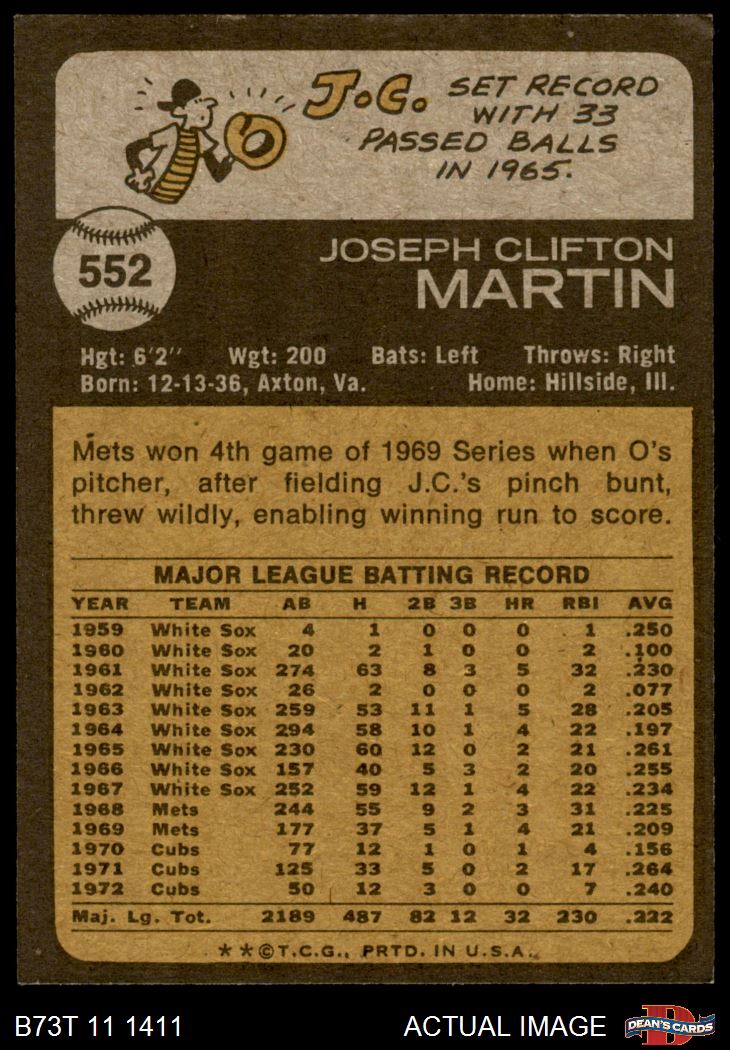 J.C. SET RECORD
WITH 33
PASSED BALLS
IN 1965.
552
JOSEPH CLIFTON
MARTIN
Hgt: 6'2" Wgt: 200 Bats: Left Throws: Right
Born: 12-13-36, Axton, Va. Home: Hillside, Ill.
Mets won 4th game of 1969 Series when O's
pitcher, after fielding J.C.'s pinch bunt,
threw wildly, enabling winning run to score.
MAJOR LEAGUE BATTING RECORD
YEAR TEAM AB H 2B 3B HR RBI AVG
1959 White Sox 4 1 0 0 0 1 .250
1960 White Sox 20 2 1 0 0 2 .100
1961 White Sox 274 63 8 3 5 32 .230
1962 White Sox 26 2 0 0 0 2 .077
1963 White Sox 259 53 11 1 5 28 .205
1964 White Sox 294 58 10 1 4 22 .197
1965 White Sox 230 60 12 0 2 21 .261
1966 White Sox 157 40 5 3 2 20 .255
1967 White Sox 252 59 12 1 4 22 .234
1968 Mets 244 55 9 2 3 31 .225
1969 Mets 177 37 5 1 4 21 .209
1970 Cubs 77 12 1 0 1 4 .156
1971 Cubs 125 33 5 0 2 17 .264
1972 Cubs 50 12 3 0 0 7 .240
Maj. Lg. Tot. 2189 487 82 12 32 230 .222
* * © T.C.G., PRTD. IN U.S.A.
B73T 11 1411 ACTUAL IMAGE D DEAN'S CARDS